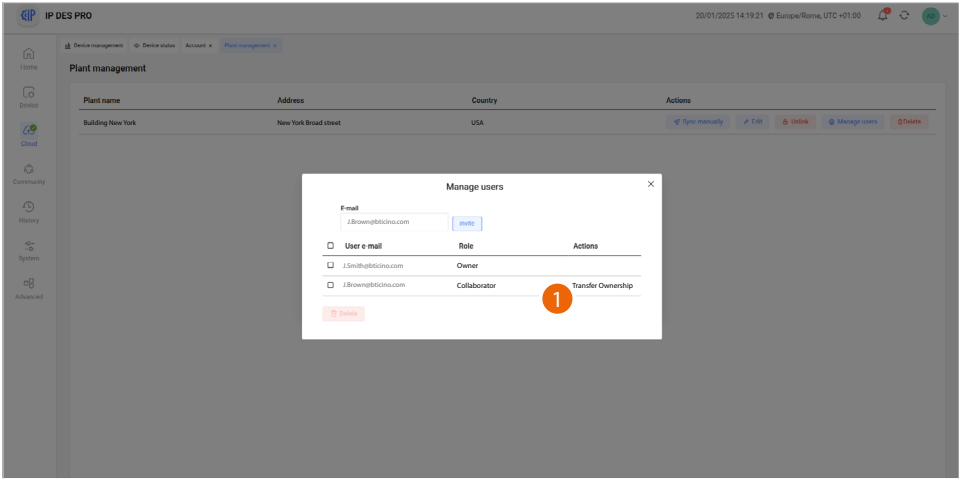 IP DES PRO
20/01/2025 14:19:21 Europe/Rome, UTC +01:00
AD
Device management Device status Account × Plant management ×
Home
Plant management
Device
Plant name Address Country Actions
Building New York New York Broad street USA Sync manually Edit Unlink Manage users Delete
Cloud
Community
History
System
Advanced
Manage users ×
E-mail
J.Brown@bticino.com Invite
User e-mail Role Actions
J.Smith@bticino.com Owner
J.Brown@bticino.com Collaborator 1 Transfer Ownership
Delete